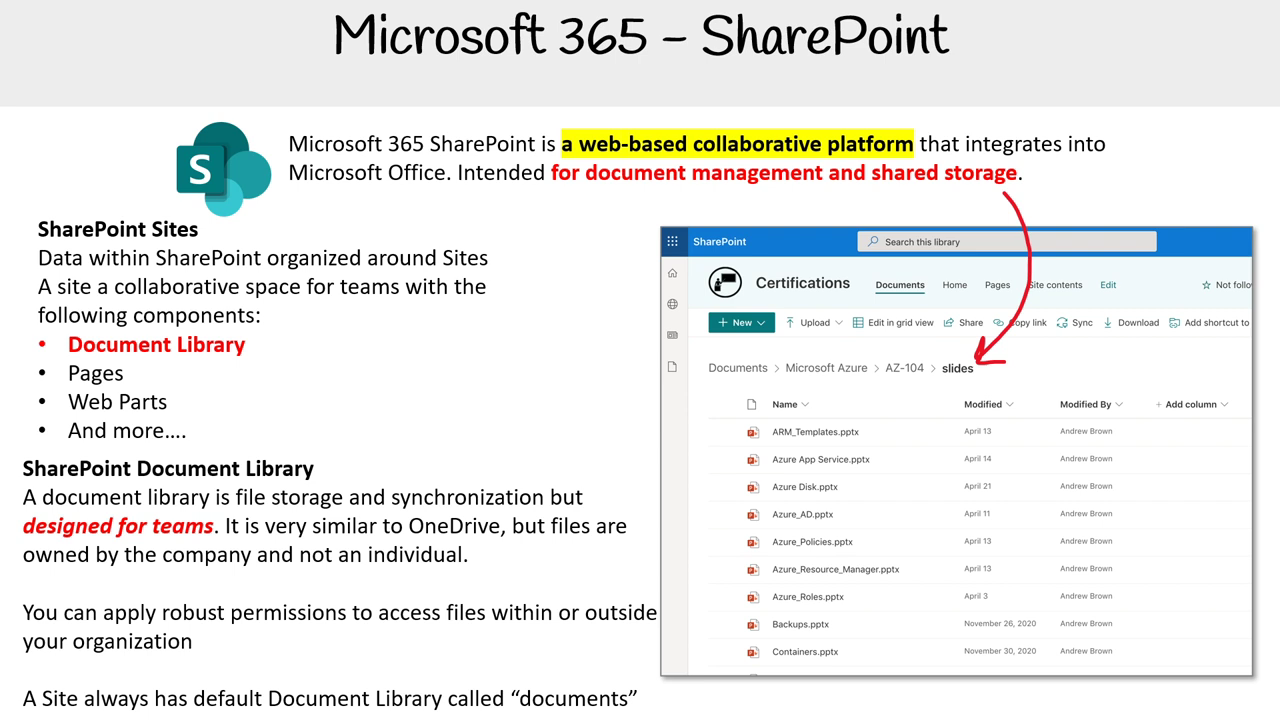 Microsoft 365 – SharePoint
S
Microsoft 365 SharePoint is a web-based collaborative platform that integrates into
Microsoft Office. Intended for document management and shared storage.
SharePoint Sites
Data within SharePoint organized around Sites
A site a collaborative space for teams with the
following components:
• Document Library
• Pages
• Web Parts
• And more....
SharePoint Document Library
A document library is file storage and synchronization but
designed for teams. It is very similar to OneDrive, but files are
owned by the company and not an individual.
You can apply robust permissions to access files within or outside
your organization
A Site always has default Document Library called “documents”
SharePoint Search this library
Certifications Documents Home Pages Site contents Edit Not follo
+ New Upload Edit in grid view Share Copy link Sync Download Add shortcut to
Documents > Microsoft Azure > AZ-104 > slides
Name Modified Modified By + Add column
ARM_Templates.pptx April 13 Andrew Brown
Azure App Service.pptx April 14 Andrew Brown
Azure Disk.pptx April 21 Andrew Brown
Azure_AD.pptx April 11 Andrew Brown
Azure_Policies.pptx April 13 Andrew Brown
Azure_Resource_Manager.pptx April 13 Andrew Brown
Azure_Roles.pptx April 3 Andrew Brown
Backups.pptx November 26, 2020 Andrew Brown
Containers.pptx November 30, 2020 Andrew Brown